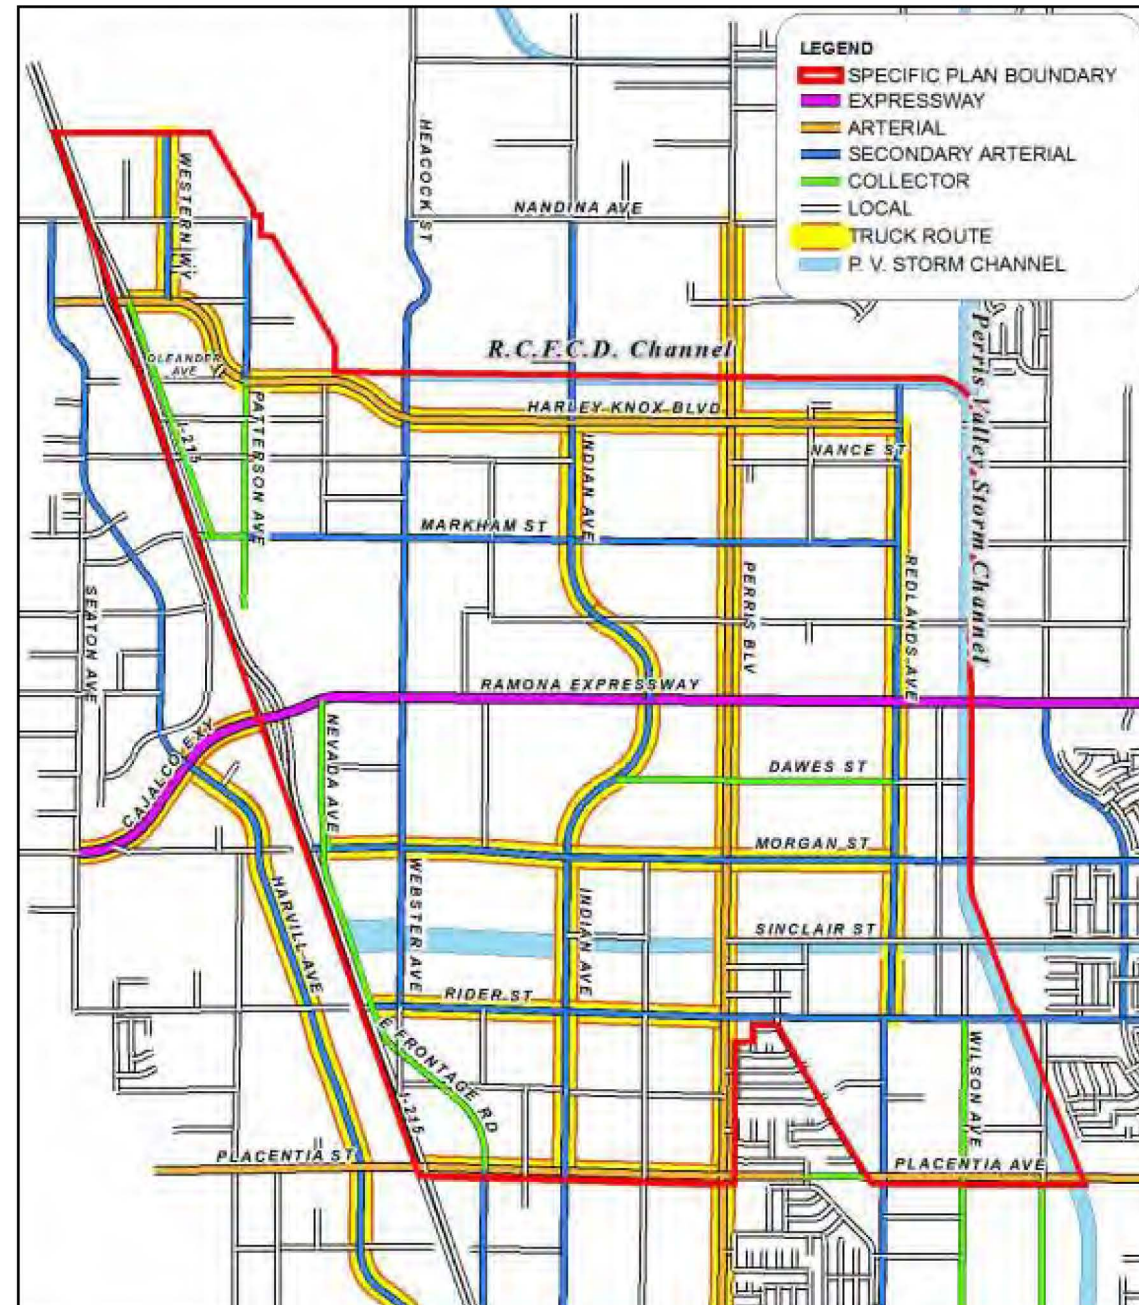 LEGEND
SPECIFIC PLAN BOUNDARY
EXPRESSWAY
ARTERIAL
SECONDARY ARTERIAL
COLLECTOR
LOCAL
TRUCK ROUTE
P. V. STORM CHANNEL
HEACOCK ST
WESTERN WY
NANDINA AVE
R.C.F.C.D. Channel
Perris Valley Storm Channel
OLEANDER
AVE
HARLEY KNOX BLVD
PATTERSON AVE
I-215
INDIAN AVE
NANCE ST
MARKHAM ST
SEATON AVE
PERRIS BLV
REDLANDS AVE
RAMONA EXPRESSWAY
CAJALCO EXY
NEVADA AVE
DAWES ST
MORGAN ST
HARVILL AVE
WEBSTER AVE
INDIAN AVE
SINCLAIR ST
RIDER ST
E FRONTAGE RD
WILSON AVE
I-215
PLACENTIA ST
PLACENTIA AVE